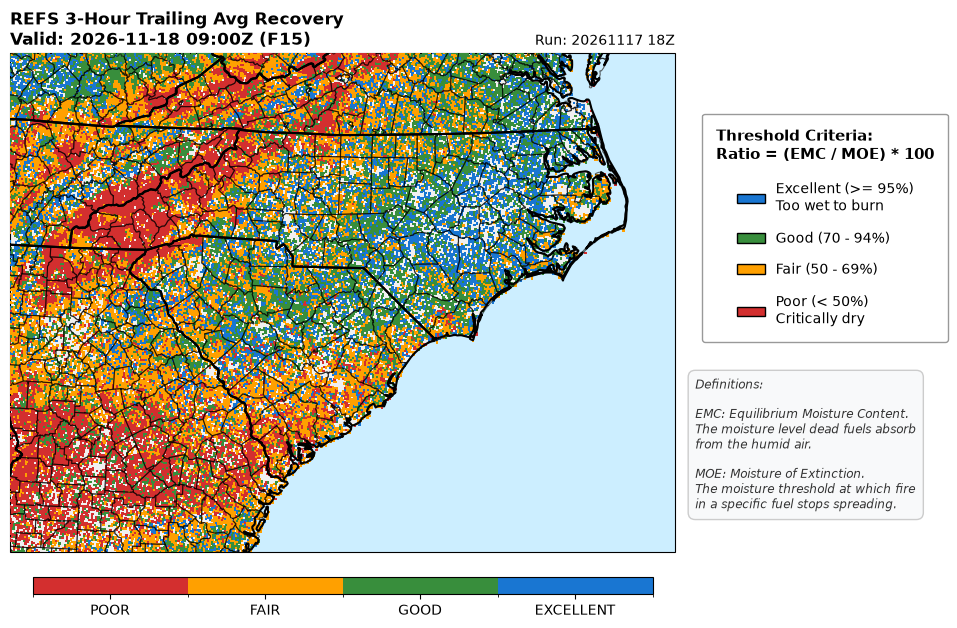 REFS 3-Hour Trailing Avg Recovery
Valid: 2026-11-18 09:00Z (F15)
Run: 20261117 18Z
Threshold Criteria:
Ratio = (EMC / MOE) * 100
Excellent (>= 95%)
Too wet to burn
Good (70 - 94%)
Fair (50 - 69%)
Poor (< 50%)
Critically dry
Definitions:
EMC: Equilibrium Moisture Content.
The moisture level dead fuels absorb
from the humid air.
MOE: Moisture of Extinction.
The moisture threshold at which fire
in a specific fuel stops spreading.
POOR
FAIR
GOOD
EXCELLENT